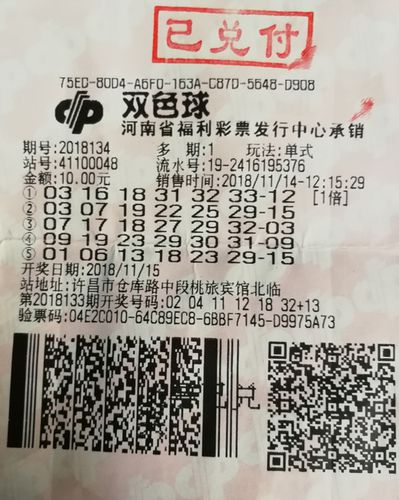 已兑付
75EC-80D4-A6F0-163A-C87D-5648-D908
双色球
河南省福利彩票发行中心承销
期号:2018134 多 期:1 玩法:单式
站号:41100048 流水号:19-2416195376
金额:10.00元 销售时间:2018/11/14-12:15:29
① 03 16 18 31 32 33-12 [1倍]
② 03 07 19 22 25 29-15
③ 07 17 18 27 29 32-03
④ 09 19 23 29 30 31-09
⑤ 01 06 13 18 23 29-15
开奖日期:2018/11/15
站地址:许昌市仓库路中段桃旅宾馆北临
第2018133期开奖号码:02 04 11 12 18 32+13
验票码:04E2C010-64C89EC8-6BBF7145-D9975A73
已兑